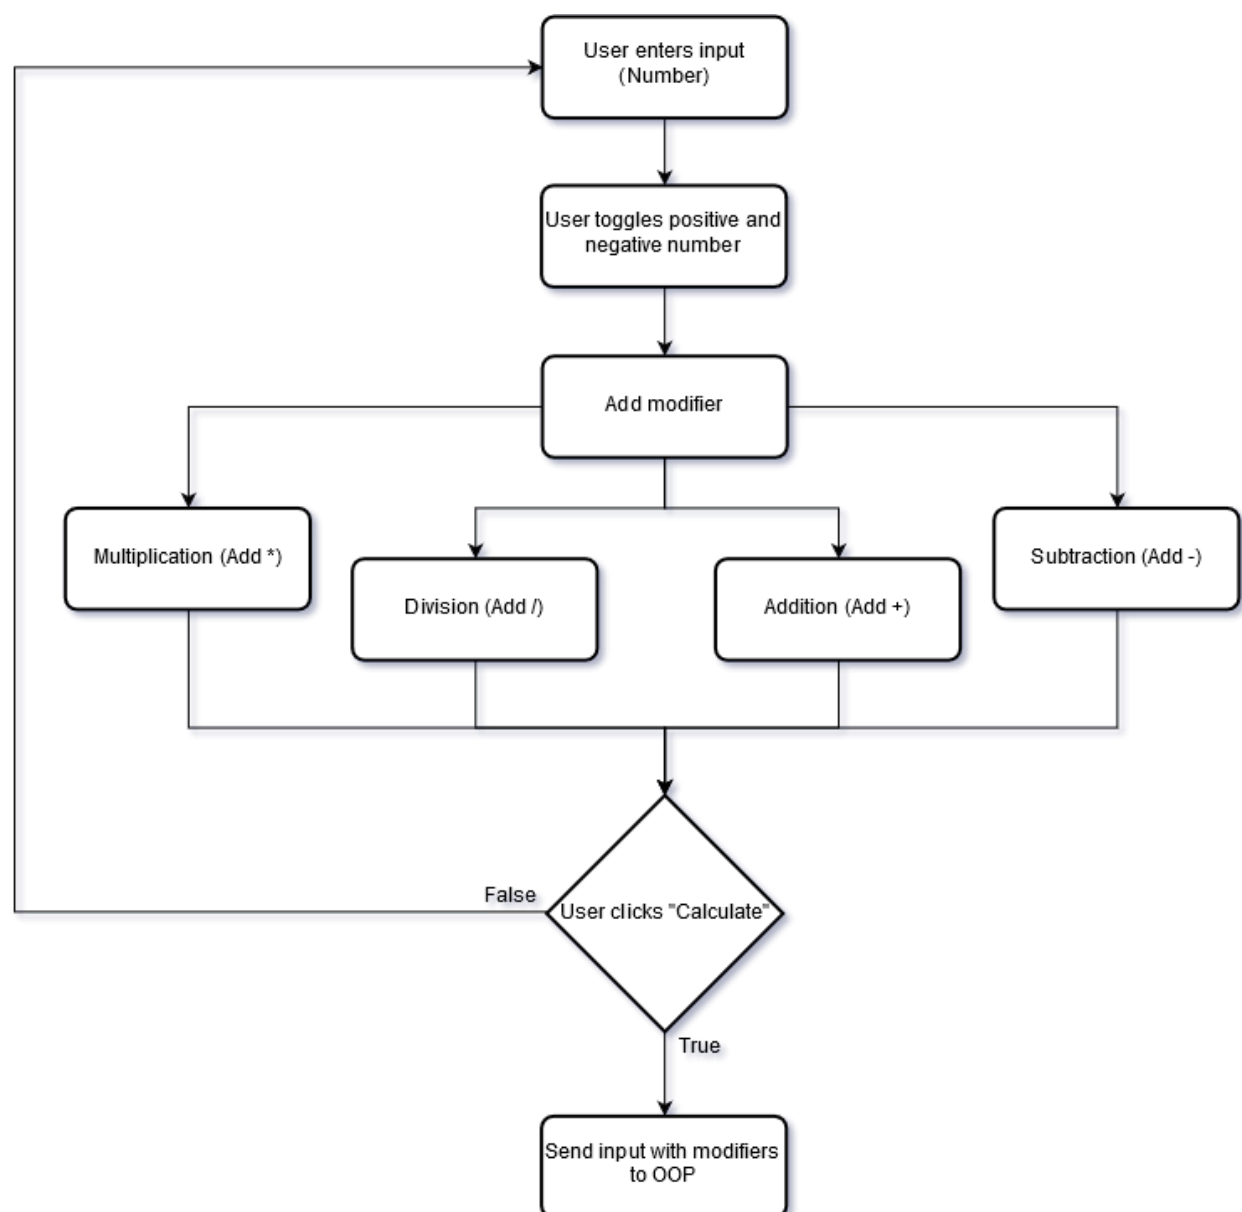 User enters input
(Number)
User toggles positive and
negative number
Add modifier
Multiplication (Add *)
Division (Add /)
Addition (Add +)
Subtraction (Add -)
False
User clicks "Calculate"
True
Send input with modifiers
to OOP